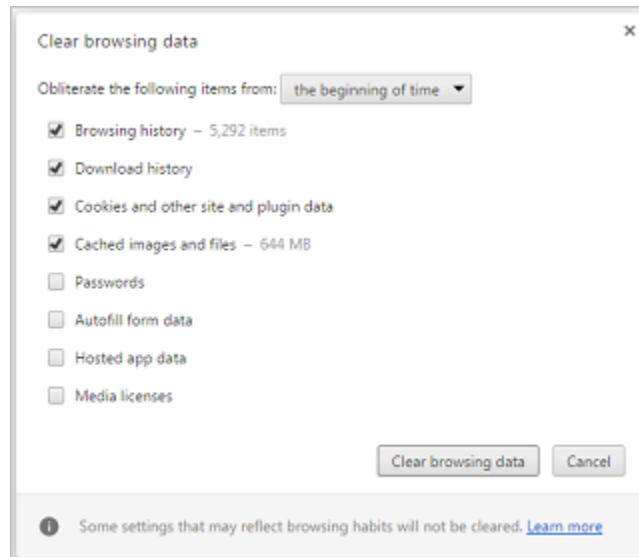 Clear browsing data
Obliterate the following items from: the beginning of time
Browsing history – 5,292 items
Download history
Cookies and other site and plugin data
Cached images and files – 644 MB
Passwords
Autofill form data
Hosted app data
Media licenses
Clear browsing data Cancel
Some settings that may reflect browsing habits will not be cleared. Learn more